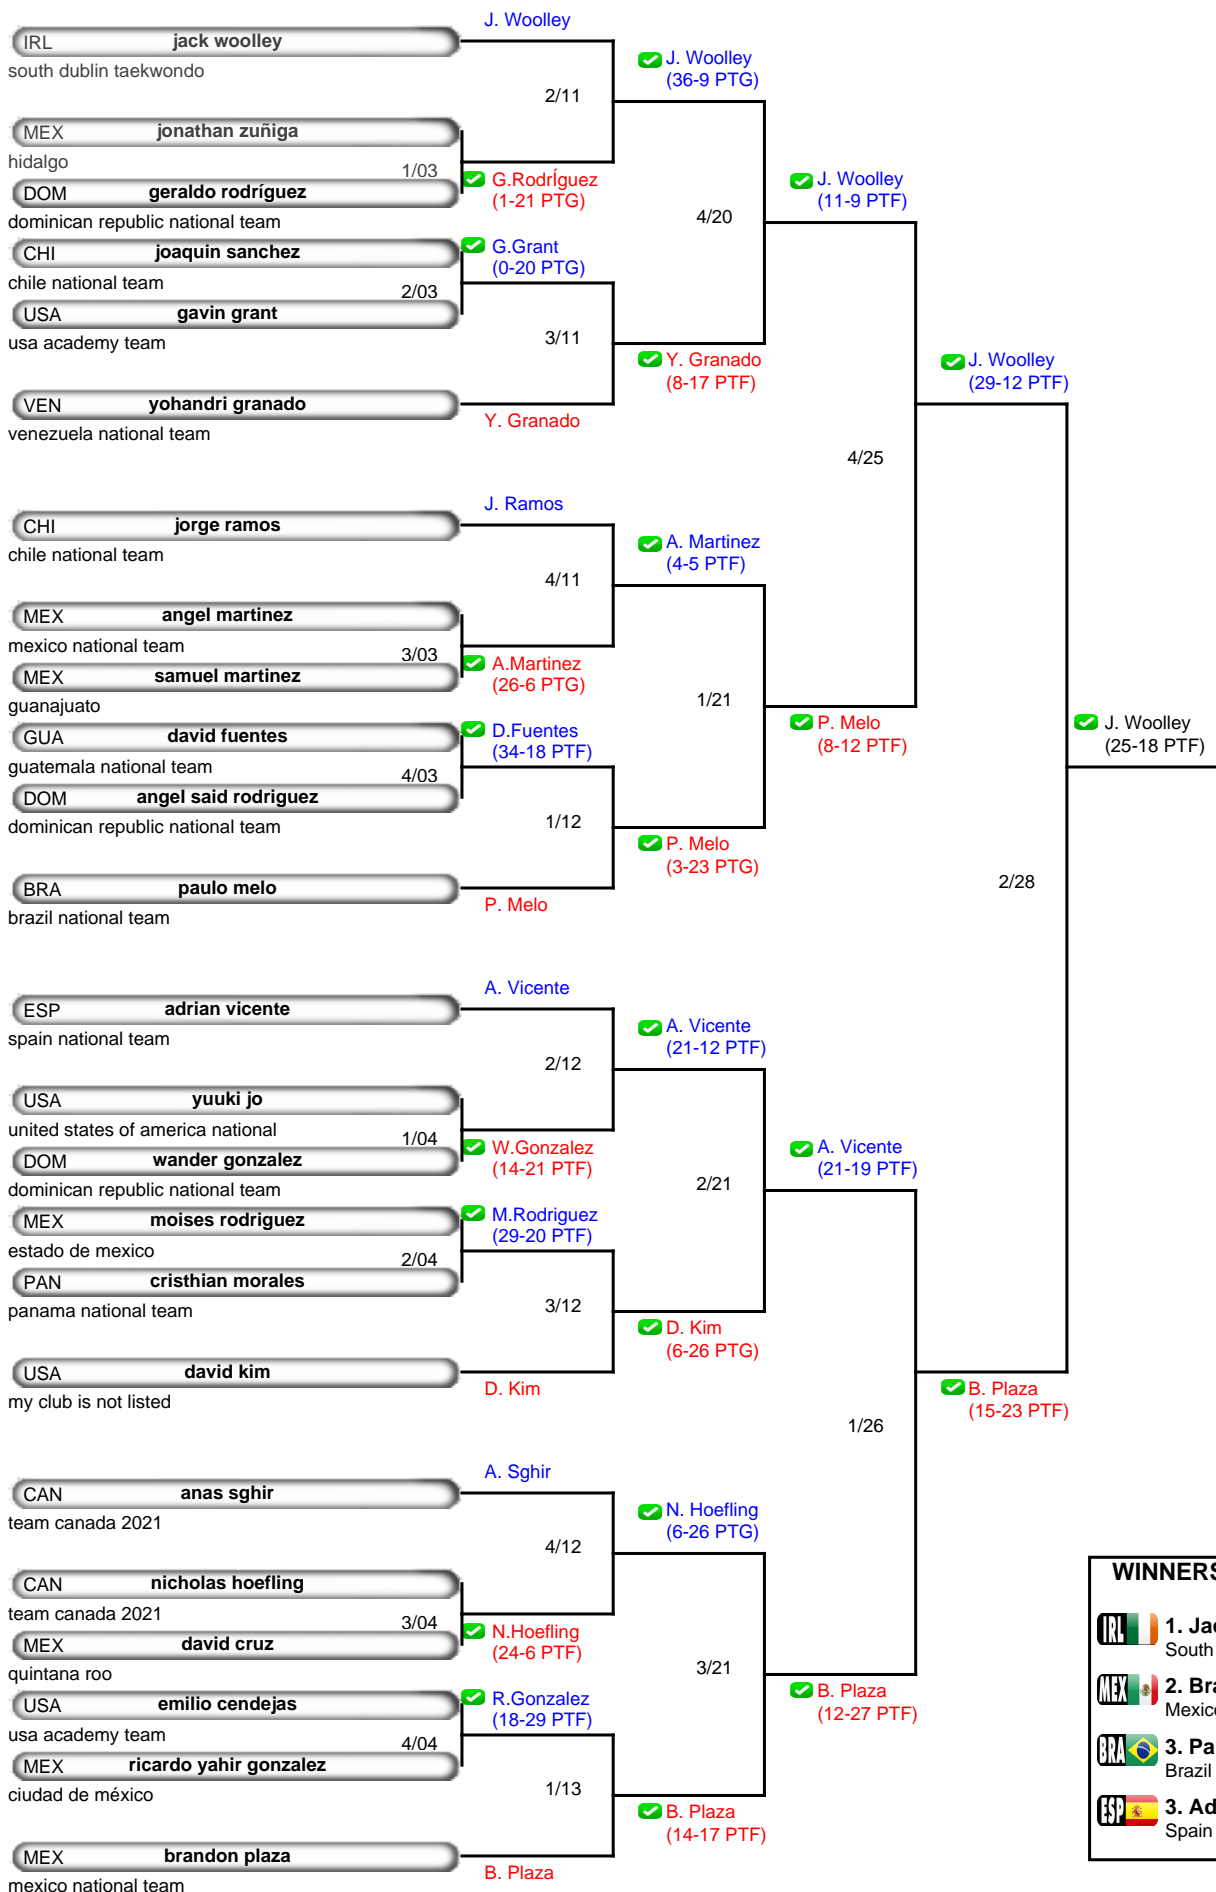 J. Woolley
IRL jack woolley
south dublin taekwondo
J. Woolley
(36-9 PTG)
2/11
MEX jonathan zuñiga
hidalgo
1/03
G.RodrÍguez
(1-21 PTG)
DOM geraldo rodríguez
dominican republic national team
J. Woolley
(11-9 PTF)
4/20
CHI joaquin sanchez
chile national team
G.Grant
(0-20 PTG)
2/03
USA gavin grant
usa academy team
3/11
Y. Granado
(8-17 PTF)
J. Woolley
(29-12 PTF)
VEN yohandri granado
venezuela national team
Y. Granado
4/25
J. Ramos
CHI jorge ramos
chile national team
A. Martinez
(4-5 PTF)
4/11
MEX angel martinez
mexico national team
3/03
A.Martinez
(26-6 PTG)
MEX samuel martinez
guanajuato
1/21
P. Melo
(8-12 PTF)
J. Woolley
(25-18 PTF)
GUA david fuentes
guatemala national team
D.Fuentes
(34-18 PTF)
4/03
DOM angel said rodriguez
dominican republic national team
1/12
P. Melo
(3-23 PTG)
BRA paulo melo
brazil national team
P. Melo
2/28
A. Vicente
ESP adrian vicente
spain national team
A. Vicente
(21-12 PTF)
2/12
USA yuuki jo
united states of america national
1/04
W.Gonzalez
(14-21 PTF)
DOM wander gonzalez
dominican republic national team
A. Vicente
(21-19 PTF)
2/21
MEX moises rodriguez
estado de mexico
M.Rodriguez
(29-20 PTF)
2/04
PAN cristhian morales
panama national team
3/12
D. Kim
(6-26 PTG)
USA david kim
my club is not listed
D. Kim
B. Plaza
(15-23 PTF)
1/26
A. Sghir
CAN anas sghir
team canada 2021
N. Hoefling
(6-26 PTG)
4/12
CAN nicholas hoefling
team canada 2021
3/04
N.Hoefling
(24-6 PTF)
MEX david cruz
quintana roo
3/21
B. Plaza
(12-27 PTF)
USA emilio cendejas
usa academy team
R.Gonzalez
(18-29 PTF)
4/04
MEX ricardo yahir gonzalez
ciudad de méxico
1/13
B. Plaza
(14-17 PTF)
MEX brandon plaza
mexico national team
B. Plaza
WINNERS
IRL 1. Ja
South
MEX 2. Bra
Mexico
BRA 3. Pa
Brazil
ESP 3. Ad
Spain